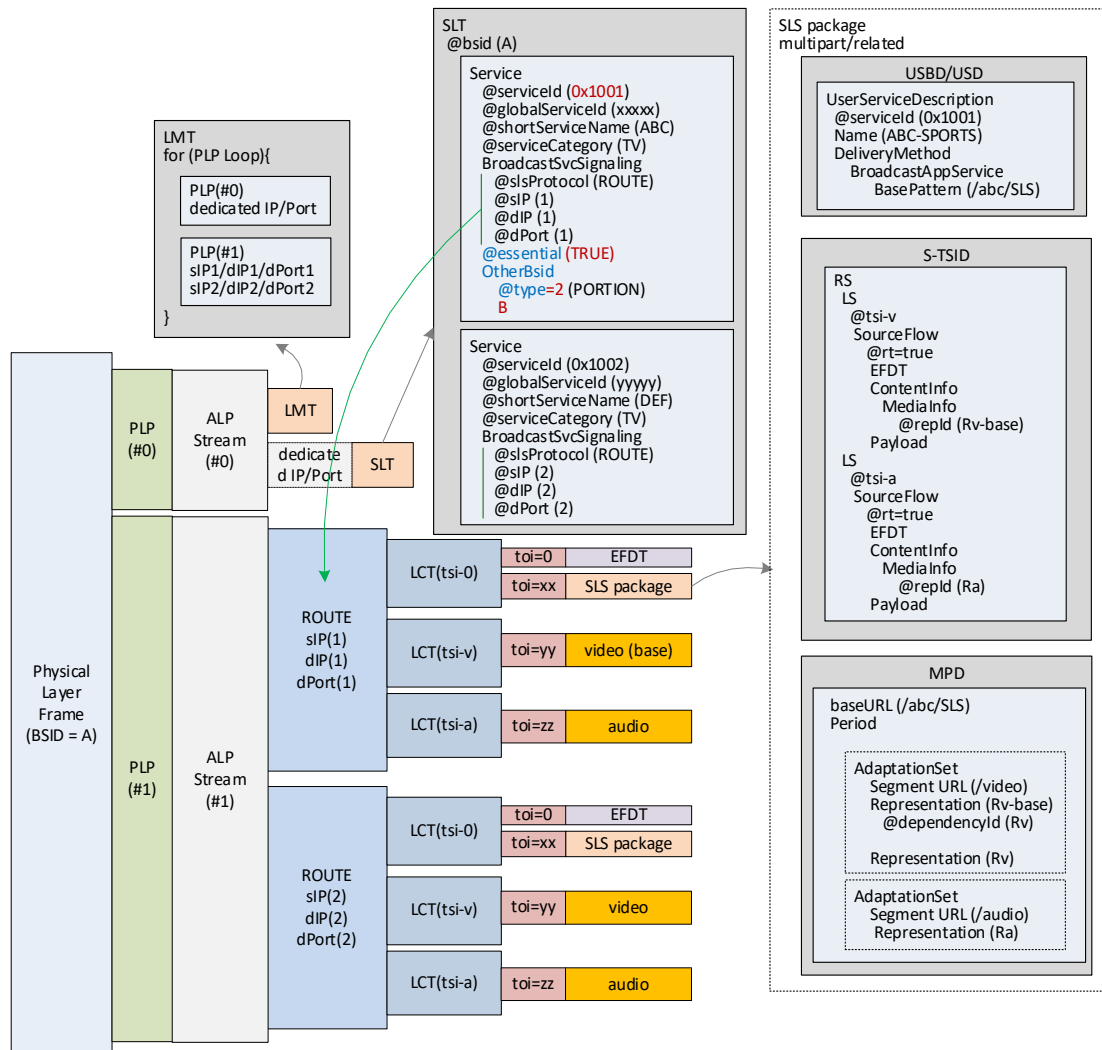 SLT
@bsid (A)
Service
@serviceId (0x1001)
@globalServiceId (xxxxx)
@shortServiceName (ABC)
@serviceCategory (TV)
BroadcastSvcSignaling
@slsProtocol (ROUTE)
@sIP (1)
@dIP (1)
@dPort (1)
@essential (TRUE)
OtherBsid
@type=2 (PORTION)
B
Service
@serviceId (0x1002)
@globalServiceId (yyyyy)
@shortServiceName (DEF)
@serviceCategory (TV)
BroadcastSvcSignaling
@slsProtocol (ROUTE)
@sIP (2)
@dIP (2)
@dPort (2)
LMT
for (PLP Loop){
PLP(#0)
dedicated IP/Port
PLP(#1)
sIP1/dIP1/dPort1
sIP2/dIP2/dPort2
}
Physical
Layer
Frame
(BSID = A)
PLP
(#0)
ALP
Stream
(#0)
LMT
dedicate
d IP/Port
SLT
PLP
(#1)
ALP
Stream
(#1)
ROUTE
sIP(1)
dIP(1)
dPort(1)
LCT(tsi-0)
toi=0
EFDT
toi=xx
SLS package
LCT(tsi-v)
toi=yy
video (base)
LCT(tsi-a)
toi=zz
audio
ROUTE
sIP(2)
dIP(2)
dPort(2)
LCT(tsi-0)
toi=0
EFDT
toi=xx
SLS package
LCT(tsi-v)
toi=yy
video
LCT(tsi-a)
toi=zz
audio
SLS package
multipart/related
USBD/USD
UserServiceDescription
@serviceId (0x1001)
Name (ABC-SPORTS)
DeliveryMethod
BroadcastAppService
BasePattern (/abc/SLS)
S-TSID
RS
LS
@tsi-v
SourceFlow
@rt=true
EFDT
ContentInfo
MediaInfo
@repId (Rv-base)
Payload
LS
@tsi-a
SourceFlow
@rt=true
EFDT
ContentInfo
MediaInfo
@repId (Ra)
Payload
MPD
baseURL (/abc/SLS)
Period
AdaptationSet
Segment URL (/video)
Representation (Rv-base)
@dependencyId (Rv)
Representation (Rv)
AdaptationSet
Segment URL (/audio)
Representation (Ra)